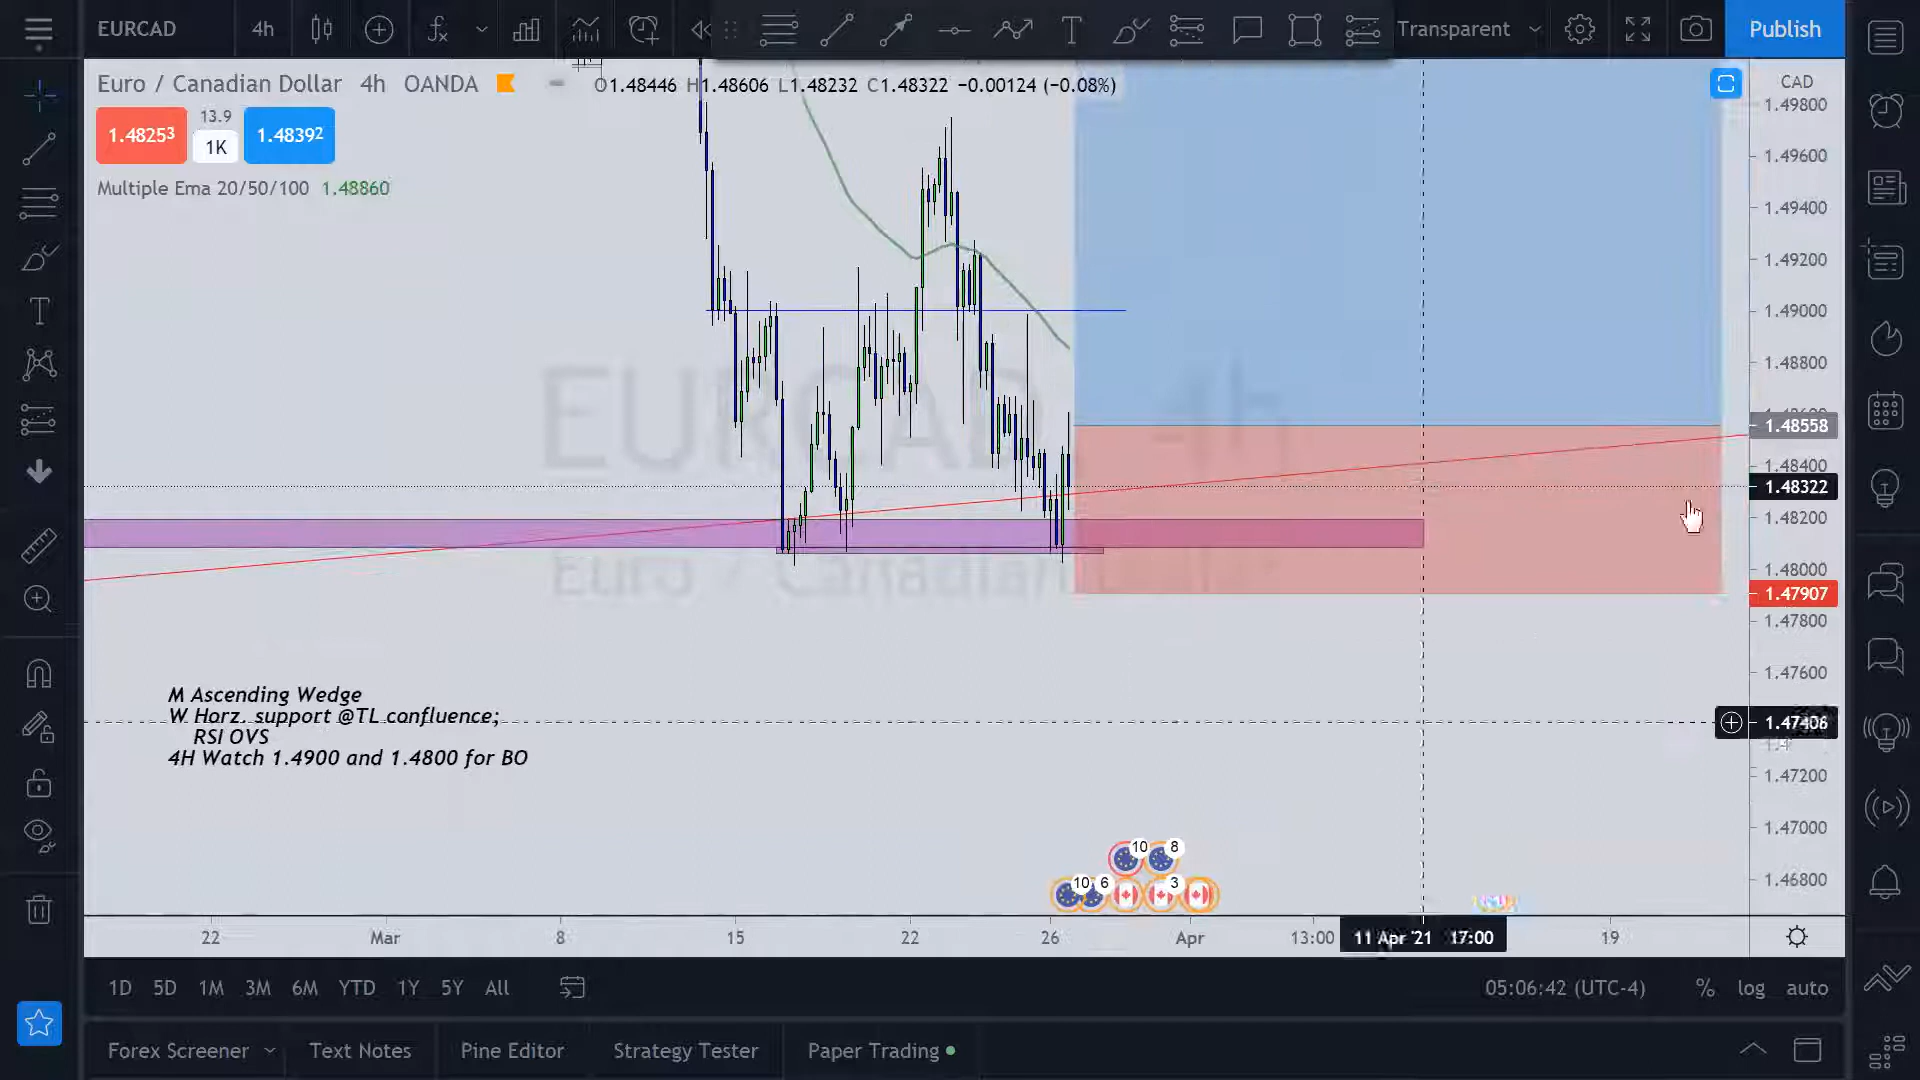 EURCAD 4h Transparent Publish
Euro / Canadian Dollar 4h OANDA O1.48446 H1.48606 L1.48232 C1.48322 −0.00124 (−0.08%)
CAD
1.49800
1.48253 13.9 1K 1.48392
1.49600
Multiple Ema 20/50/100 1.48860
1.49400
1.49200
1.49000
1.48800
EURCAD, 4h
Euro / Canadian Dollar
1.48558
1.48400
1.48322
1.48200
1.48000
1.47907
1.47800
1.47600
M Ascending Wedge
W Horz. support @TL confluence;
RSI OVS
4H Watch 1.4900 and 1.4800 for BO
1.47406
1.47200
1.47000
1.46800
10 8
10 6 3
22 Mar 8 15 22 26 Apr 13:00 11 Apr '21 17:00 19
1D 5D 1M 3M 6M YTD 1Y 5Y All 05:06:42 (UTC-4) % log auto
Forex Screener Text Notes Pine Editor Strategy Tester Paper Trading